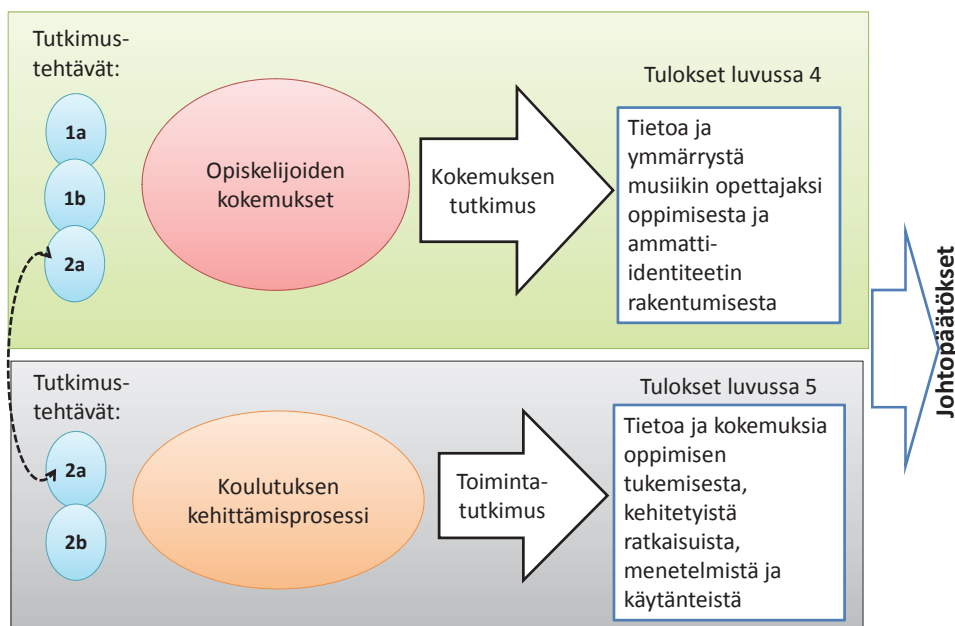 Tutkimus-
tehtävät:
1a
1b
2a
Opiskelijoiden
kokemukset
Kokemuksen
tutkimus
Tulokset luvussa 4
Tietoa ja
ymmärrystä
musiikin opettajaksi
oppimisesta ja
ammatti-
identiteetin
rakentumisesta
Tutkimus-
tehtävät:
2a
2b
Koulutuksen
kehittämisprosessi
Toiminta-
tutkimus
Tulokset luvussa 5
Tietoa ja kokemuksia
oppimisen
tukemisesta,
kehitetyistä
ratkaisuista,
menetelmistä ja
käytänteistä
Johtopäätökset